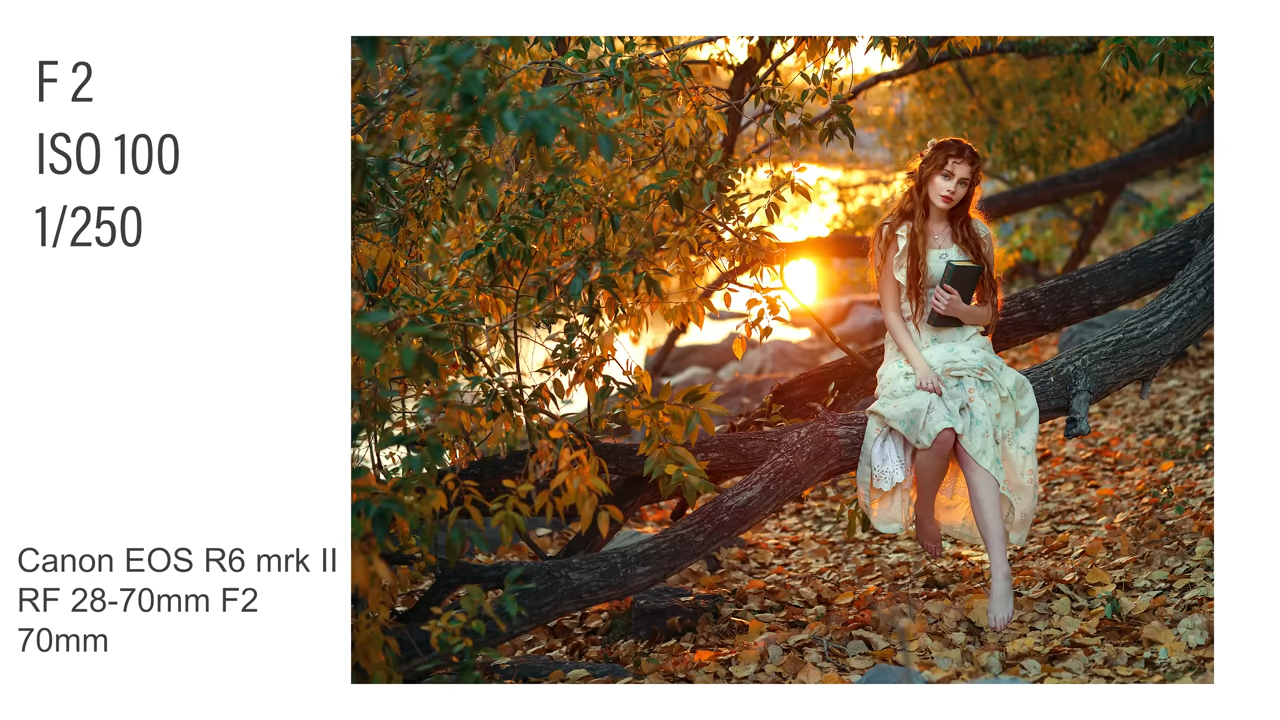 F 2
ISO 100
1/250
Canon EOS R6 mrk II
RF 28-70mm F2
70mm